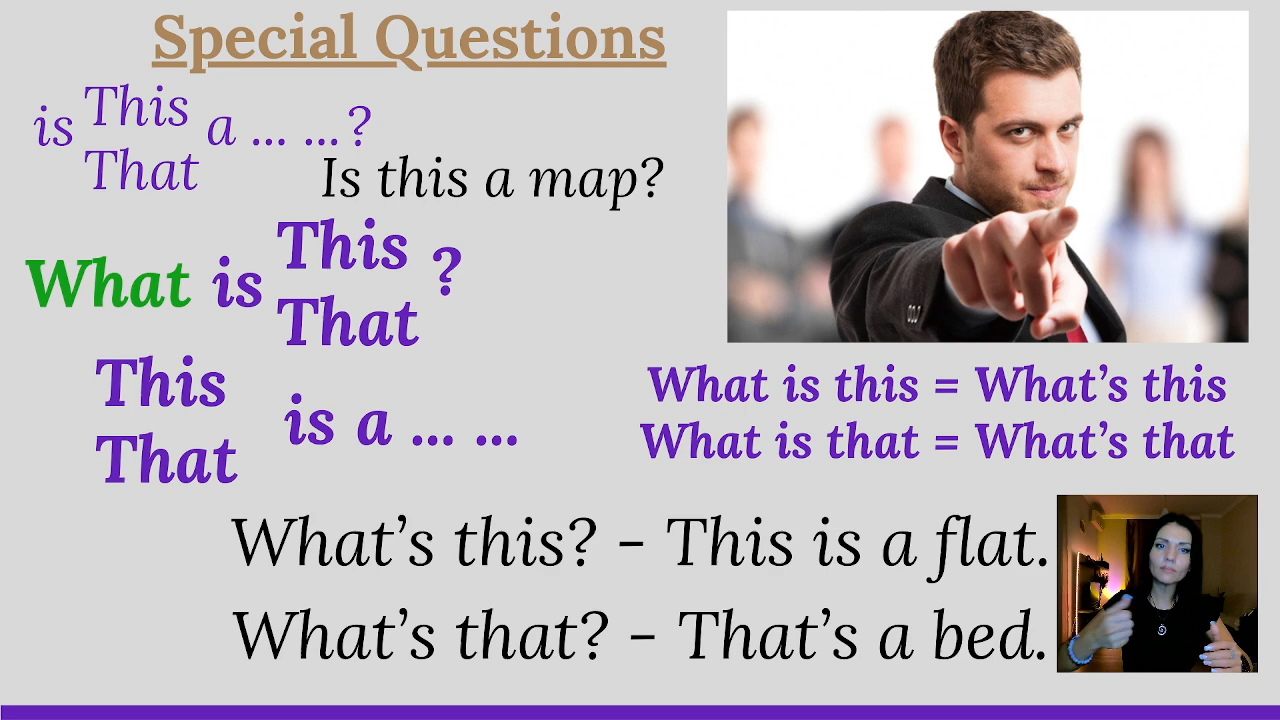 Special Questions
is This a ... ...?
That
Is this a map?
What is This ?
That
This
That
is a ... ...
What is this = What's this
What is that = What's that
What's this? - This is a flat.
What's that? - That's a bed.